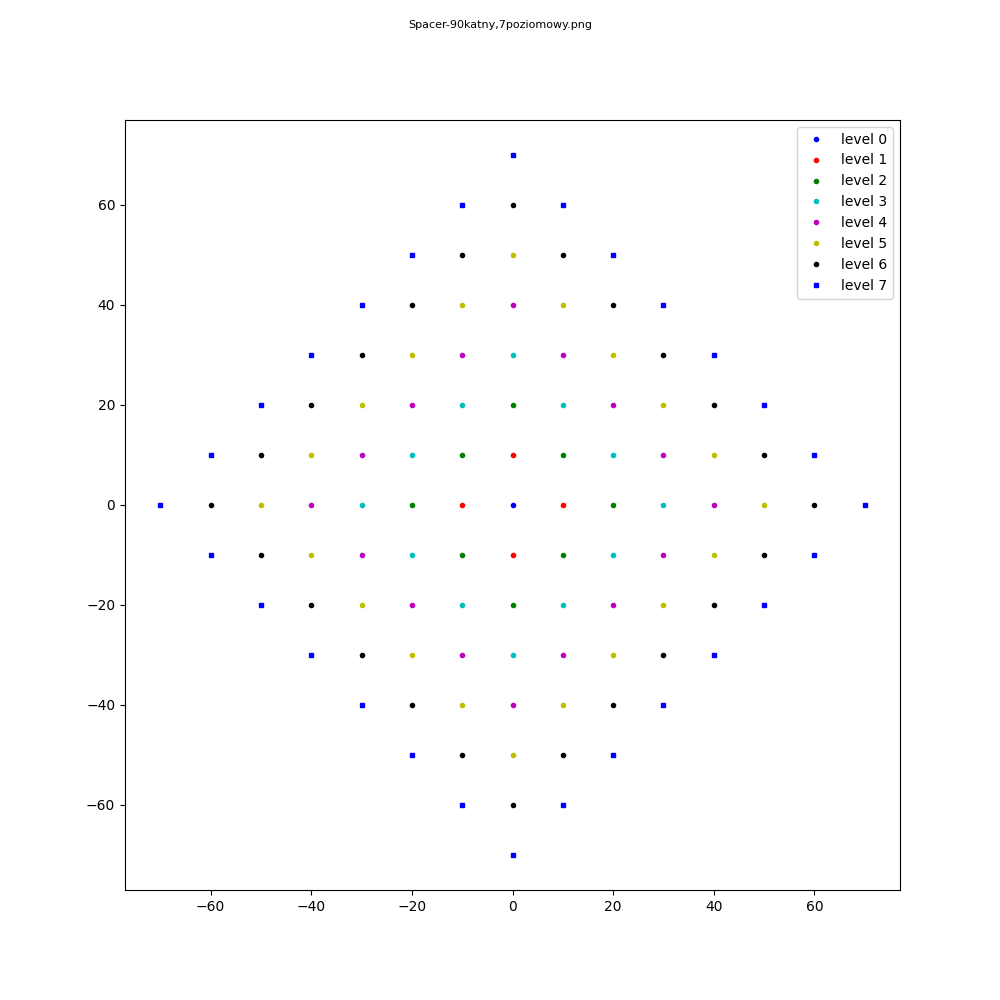 Spacer-90katny,7poziomowy.png
level 0
level 1
level 2
level 3
level 4
level 5
level 6
level 7
60
40
20
0
−20
−40
−60
−60 −40 −20 0 20 40 60